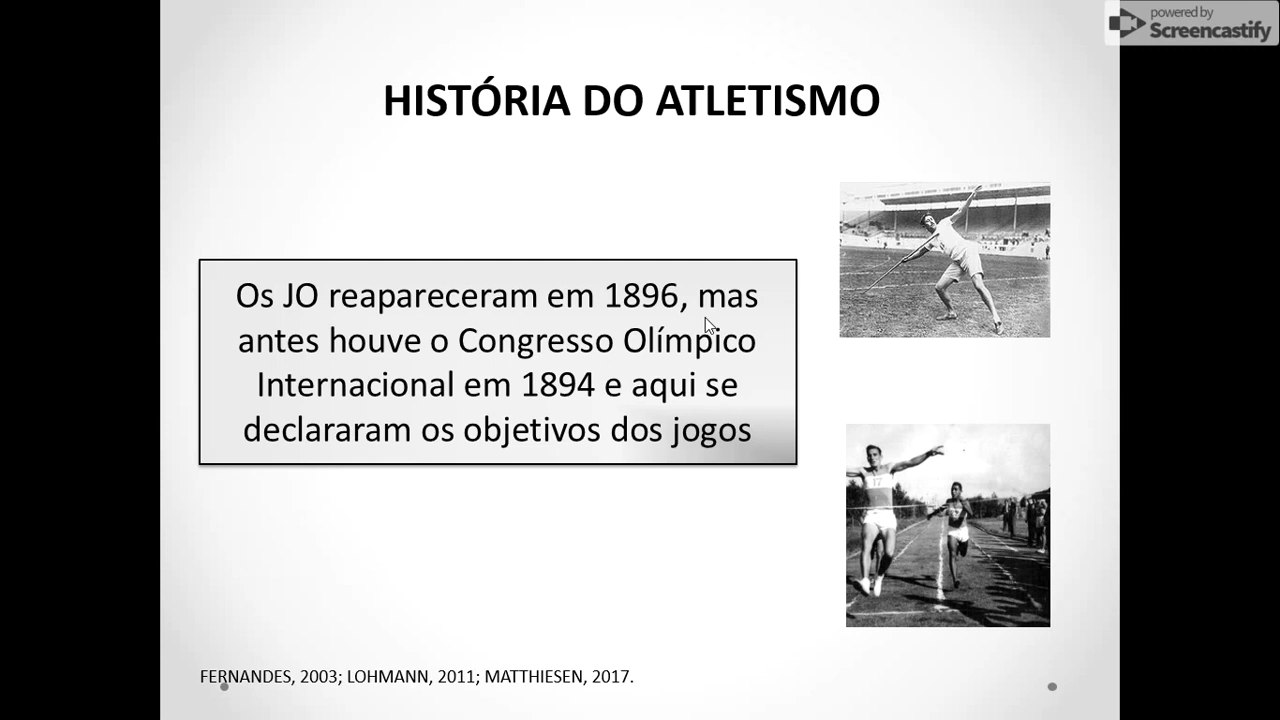 powered by
Screencastify
HISTÓRIA DO ATLETISMO
Os JO reapareceram em 1896, mas
antes houve o Congresso Olímpico
Internacional em 1894 e aqui se
declararam os objetivos dos jogos
17
FERNANDES, 2003; LOHMANN, 2011; MATTHIESEN, 2017.